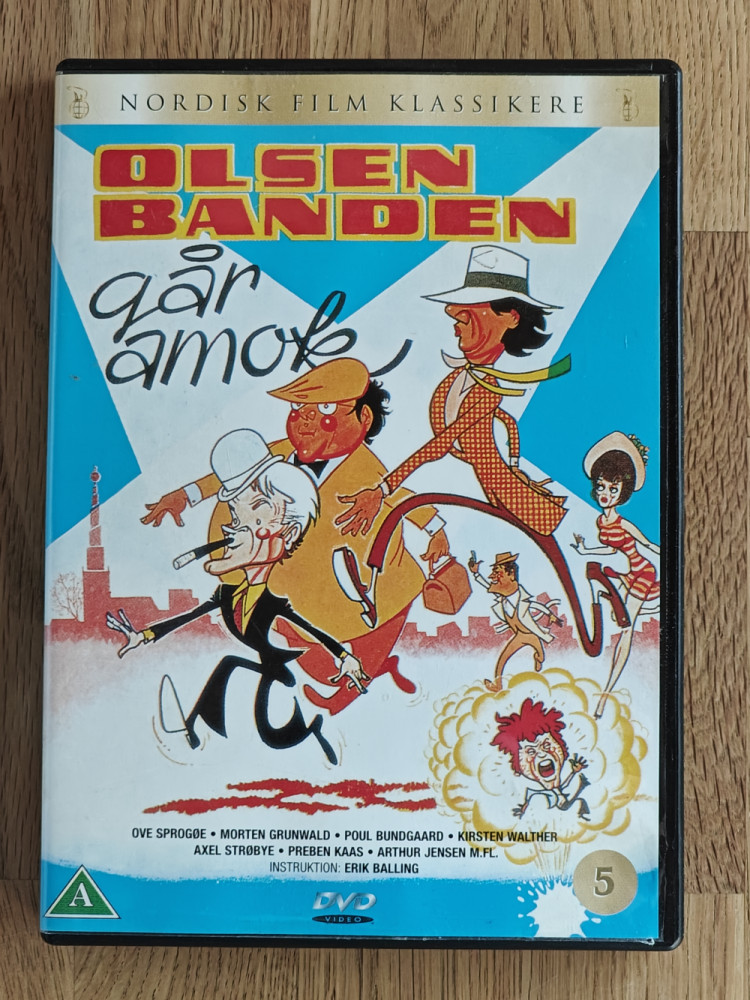 NORDISK FILM KLASSIKERE
OLSEN
BANDEN
går
amok
OVE SPROGØE • MORTEN GRUNWALD • POUL BUNDGAARD • KIRSTEN WALTHER
AXEL STRØBYE • PREBEN KAAS • ARTHUR JENSEN M.FL.
INSTRUKTION: ERIK BALLING
A
DVD
VIDEO
5